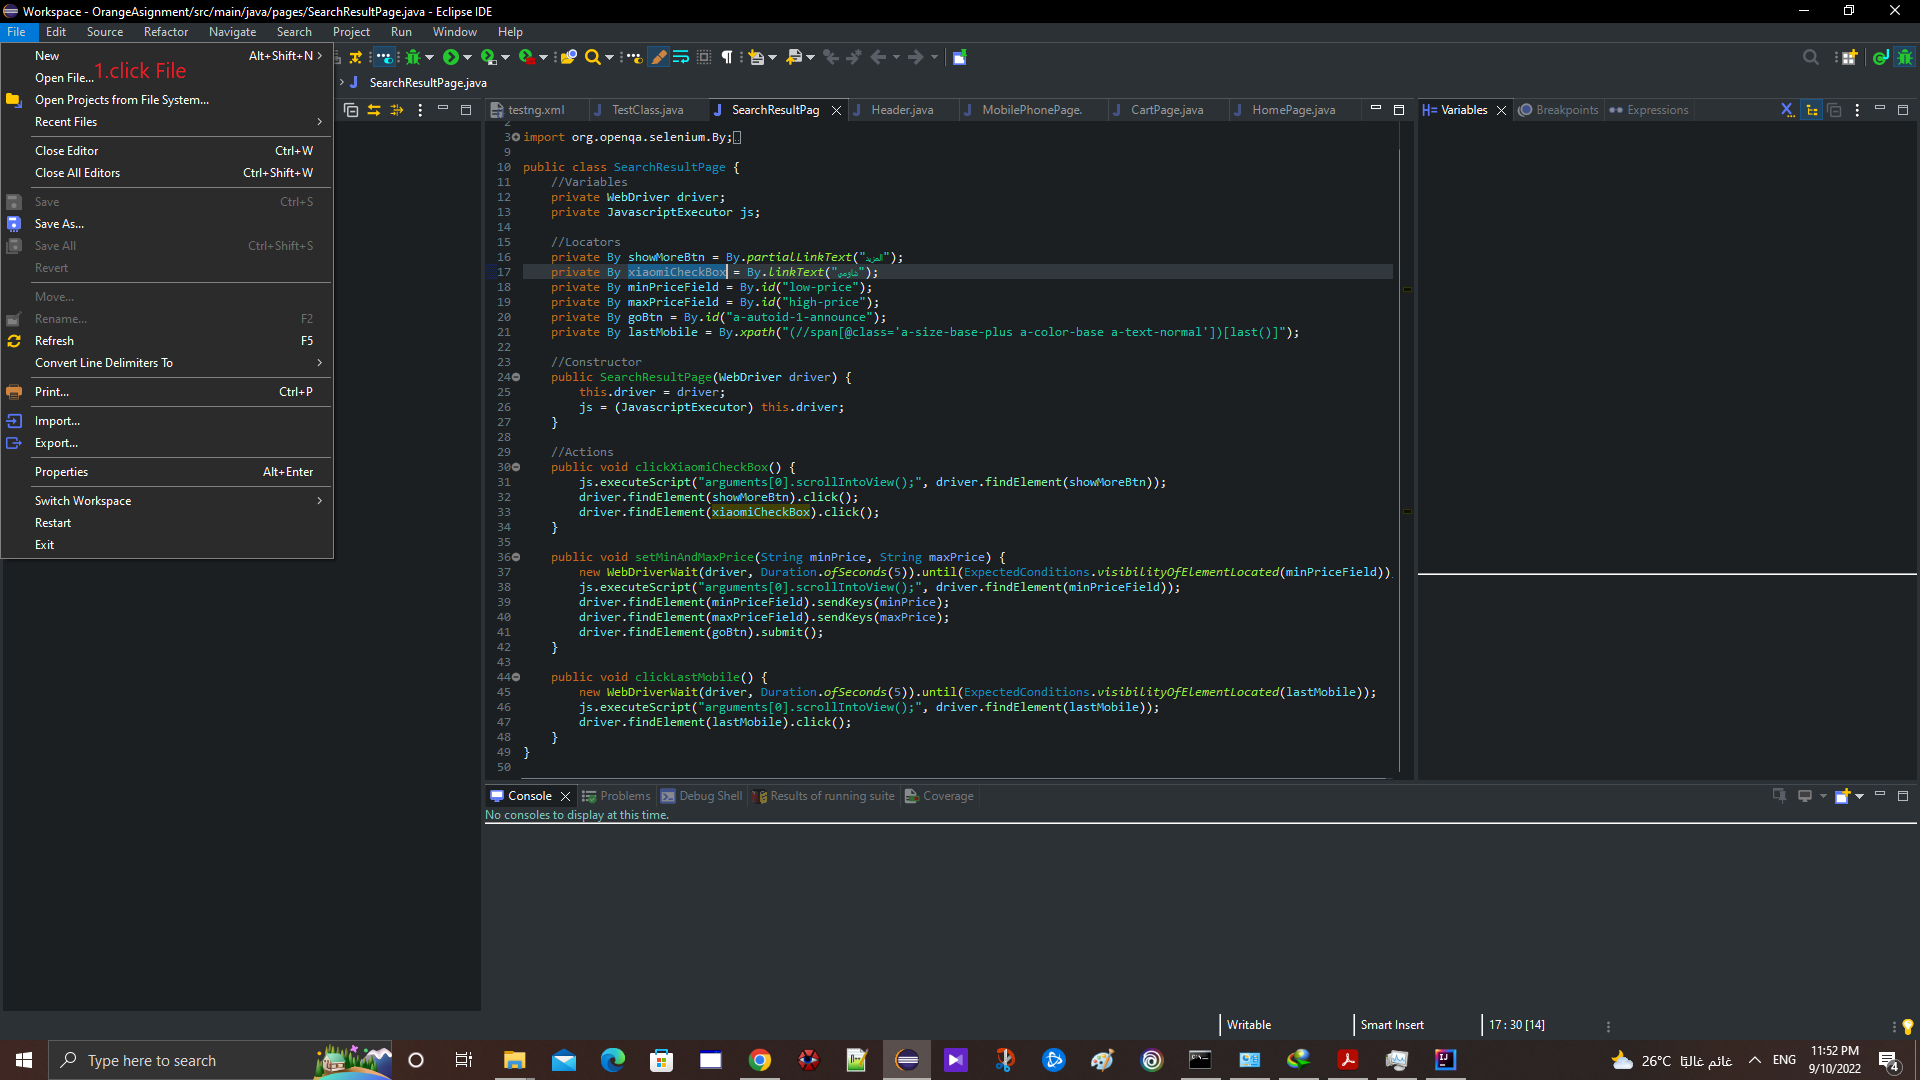 Workspace - OrangeAsignment/src/main/java/pages/SearchResultPage.java - Eclipse IDE
File Edit Source Refactor Navigate Search Project Run Window Help
New Alt+Shift+N
Open File...
1.click File
Open Projects from File System...
Recent Files
Close Editor Ctrl+W
Close All Editors Ctrl+Shift+W
Save Ctrl+S
Save As...
Save All Ctrl+Shift+S
Revert
Move...
Rename... F2
Refresh F5
Convert Line Delimiters To
Print... Ctrl+P
Import...
Export...
Properties Alt+Enter
Switch Workspace
Restart
Exit
SearchResultPage.java
testng.xml TestClass.java SearchResultPag Header.java MobilePhonePage. CartPage.java HomePage.java
3 import org.openqa.selenium.By;
9
10 public class SearchResultPage {
11 //Variables
12 private WebDriver driver;
13 private JavascriptExecutor js;
14
15 //Locators
16 private By showMoreBtn = By.partialLinkText("المزيد");
17 private By xiaomiCheckBox = By.linkText("شاومي");
18 private By minPriceField = By.id("low-price");
19 private By maxPriceField = By.id("high-price");
20 private By goBtn = By.id("a-autoid-1-announce");
21 private By lastMobile = By.xpath("(//span[@class='a-size-base-plus a-color-base a-text-normal'])[last()]");
22
23 //Constructor
24 public SearchResultPage(WebDriver driver) {
25 this.driver = driver;
26 js = (JavascriptExecutor) this.driver;
27 }
28
29 //Actions
30 public void clickXiaomiCheckBox() {
31 js.executeScript("arguments[0].scrollIntoView();", driver.findElement(showMoreBtn));
32 driver.findElement(showMoreBtn).click();
33 driver.findElement(xiaomiCheckBox).click();
34 }
35
36 public void setMinAndMaxPrice(String minPrice, String maxPrice) {
37 new WebDriverWait(driver, Duration.ofSeconds(5)).until(ExpectedConditions.visibilityOfElementLocated(minPriceField))
38 js.executeScript("arguments[0].scrollIntoView();", driver.findElement(minPriceField));
39 driver.findElement(minPriceField).sendKeys(minPrice);
40 driver.findElement(maxPriceField).sendKeys(maxPrice);
41 driver.findElement(goBtn).submit();
42 }
43
44 public void clickLastMobile() {
45 new WebDriverWait(driver, Duration.ofSeconds(5)).until(ExpectedConditions.visibilityOfElementLocated(lastMobile));
46 js.executeScript("arguments[0].scrollIntoView();", driver.findElement(lastMobile));
47 driver.findElement(lastMobile).click();
48 }
49 }
50
Variables Breakpoints Expressions
Console Problems Debug Shell Results of running suite Coverage
No consoles to display at this time.
Writable Smart Insert 17 : 30 [14]
Type here to search
26°C غائم غالبًا ENG
11:52 PM
9/10/2022
4